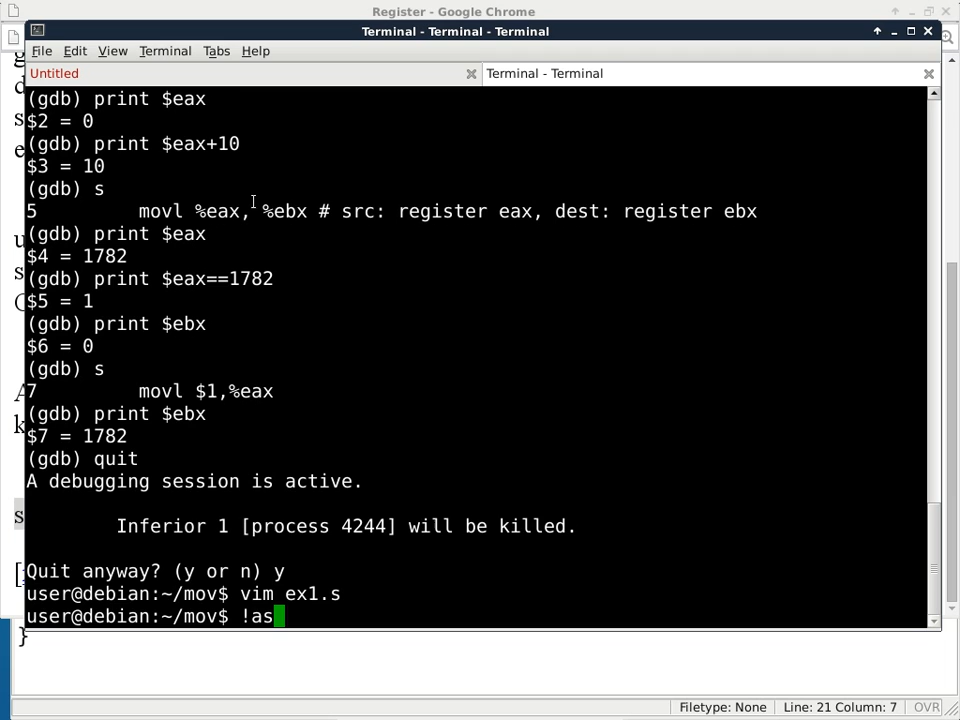 Register - Google Chrome
Terminal - Terminal - Terminal
File Edit View Terminal Tabs Help
Untitled
Terminal - Terminal
(gdb) print $eax
$2 = 0
(gdb) print $eax+10
$3 = 10
(gdb) s
5         movl %eax, %ebx # src: register eax, dest: register ebx
(gdb) print $eax
$4 = 1782
(gdb) print $eax==1782
$5 = 1
(gdb) print $ebx
$6 = 0
(gdb) s
7         movl $1,%eax
(gdb) print $ebx
$7 = 1782
(gdb) quit
A debugging session is active.
Inferior 1 [process 4244] will be killed.
Quit anyway? (y or n) y
user@debian:~/mov$ vim ex1.s
user@debian:~/mov$ !as
}
Filetype: None
Line: 21 Column: 7
OVR